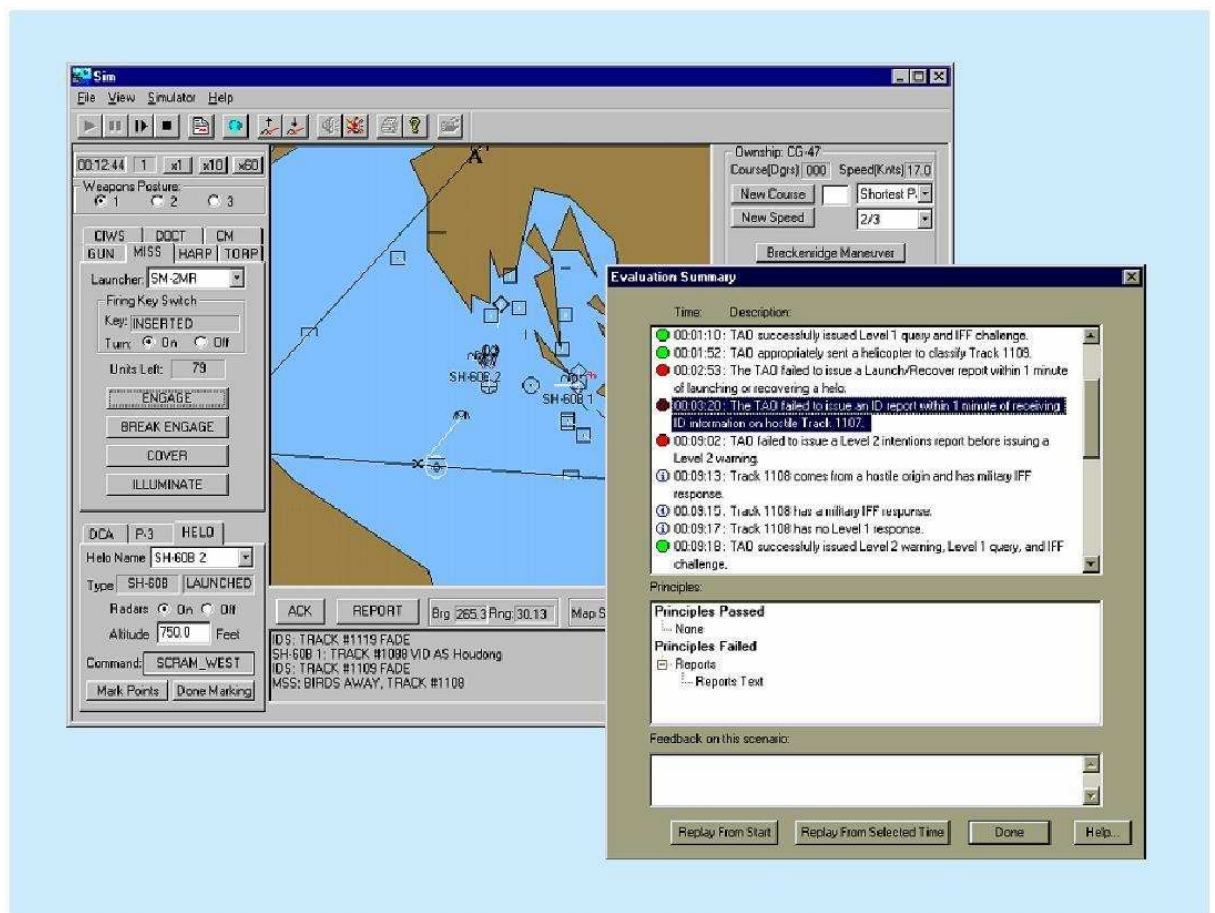 Sim
File View Simulator Help
00:12:44 1 x1 x10 x60
Weapons Posture:
1 2 3
CIWS DOCT CM
GUN MISS HARP TORP
Launcher: SM-2MR
Firing Key Switch
Key: INSERTED
Turn: On Off
Units Left: 79
ENGAGE
BREAK ENGAGE
COVER
ILLUMINATE
DCA P-3 HELO
Helo Name SH-60B 2
Type SH-60B LAUNCHED
Radars On Off
Altitude 750.0 Feet
Command: SCRAM_WEST
Mark Points Done Marking
A
SH-60B 2
SH-60B 1
ACK REPORT Brg 265.3 Rng: 30.13 Map S
IDS: TRACK #1119 FADE
SH-60B 1: TRACK #1088 VID AS Houdong
IDS: TRACK #1109 FADE
MSS: BIRDS AWAY, TRACK #1108
Ownship: CG-47
Course(Dgrs) 000 Speed(Knts) 17.0
New Course Shortest P
New Speed 2/3
Breckenridge Maneuver
Evaluation Summary
Time: Description:
00:01:10: TAO successfully issued Level 1 query and IFF challenge.
00:01:52: TAO appropriately sent a helicopter to classify Track 1109.
00:02:53: The TAO failed to issue a Launch/Recover report within 1 minute
of launching or recovering a helo.
00:03:20: The TAO failed to issue an ID report within 1 minute of receiving
ID information on hostile Track 1107.
00:09:02: TAO failed to issue a Level 2 intentions report before issuing a
Level 2 warning.
00:09:13: Track 1108 comes from a hostile origin and has military IFF
response.
00:09:15: Track 1108 has a military IFF response.
00:09:17: Track 1108 has no Level 1 response.
00:09:18: TAO successfully issued Level 2 warning, Level 1 query, and IFF
challenge.
Principles:
Principles Passed
None
Principles Failed
Reports
Reports Text
Feedback on this scenario:
Replay From Start Replay From Selected Time Done Help...